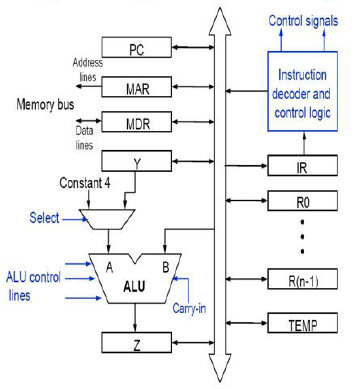 Control signals
PC
Address
lines
MAR
Memory bus
MDR
Data
lines
Instruction
decoder and
control logic
Y
IR
Constant 4
R0
Select
A
B
ALU
ALU control
lines
Carry-in
R(n-1)
Z
TEMP